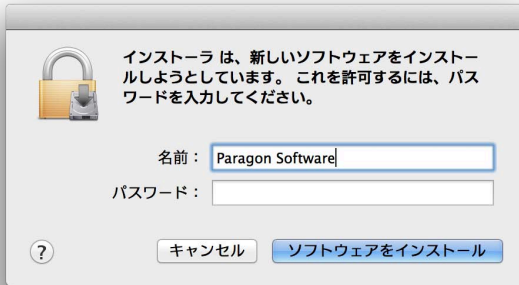 インストーラ は、新しいソフトウェアをインストー
ルしようとしています。 これを許可するには、パス
ワードを入力してください。
名前： Paragon Software
パスワード：
? キャンセル ソフトウェアをインストール